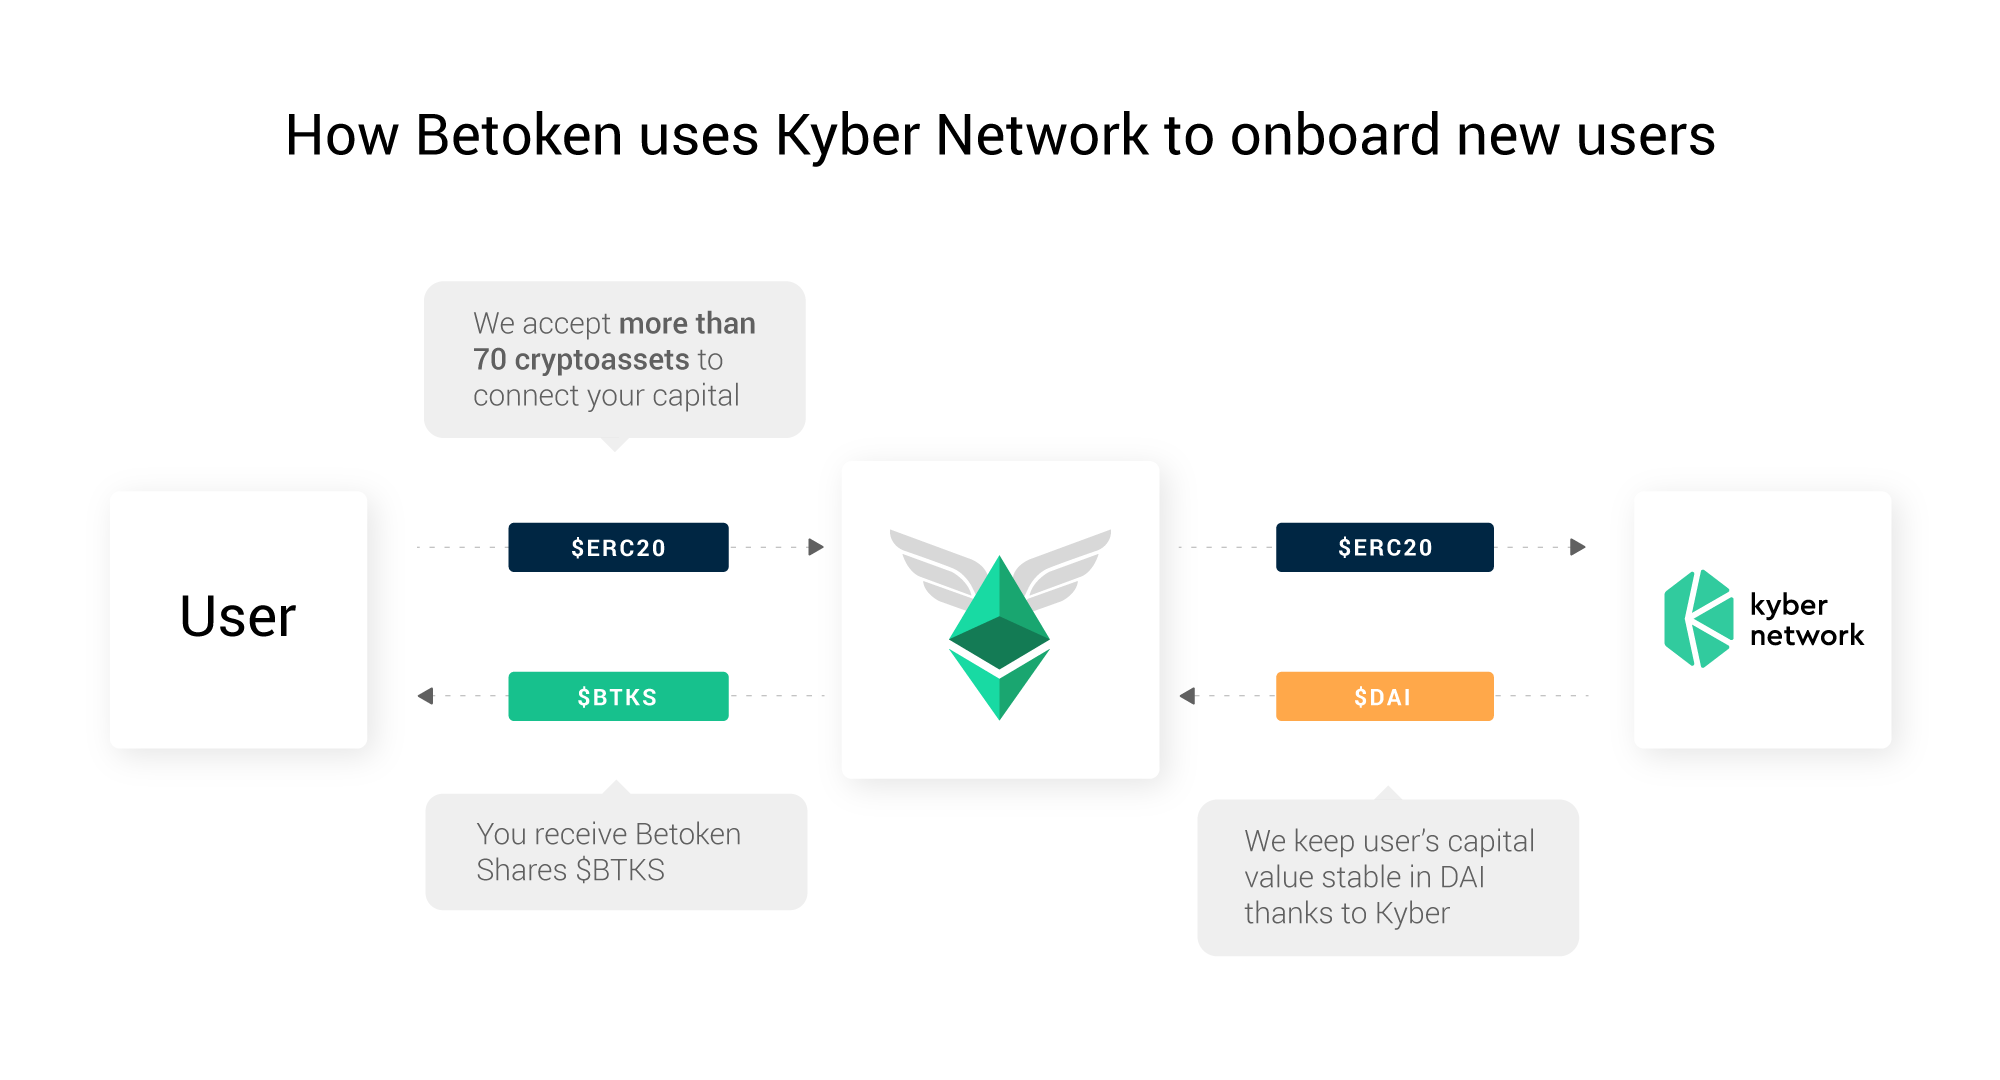 How Betoken uses Kyber Network to onboard new users
We accept more than
70 cryptoassets to
connect your capital
User
$ERC20
$ERC20
kyber
network
$BTKS
$DAI
You receive Betoken
Shares $BTKS
We keep user’s capital
value stable in DAI
thanks to Kyber